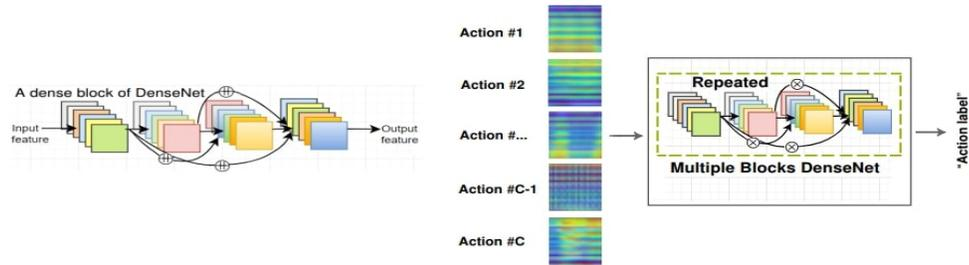 A dense block of DenseNet
Input
feature
Output
feature
Action #1
Action #2
Action #...
Action #C-1
Action #C
Repeated
Multiple Blocks DenseNet
"Action label"